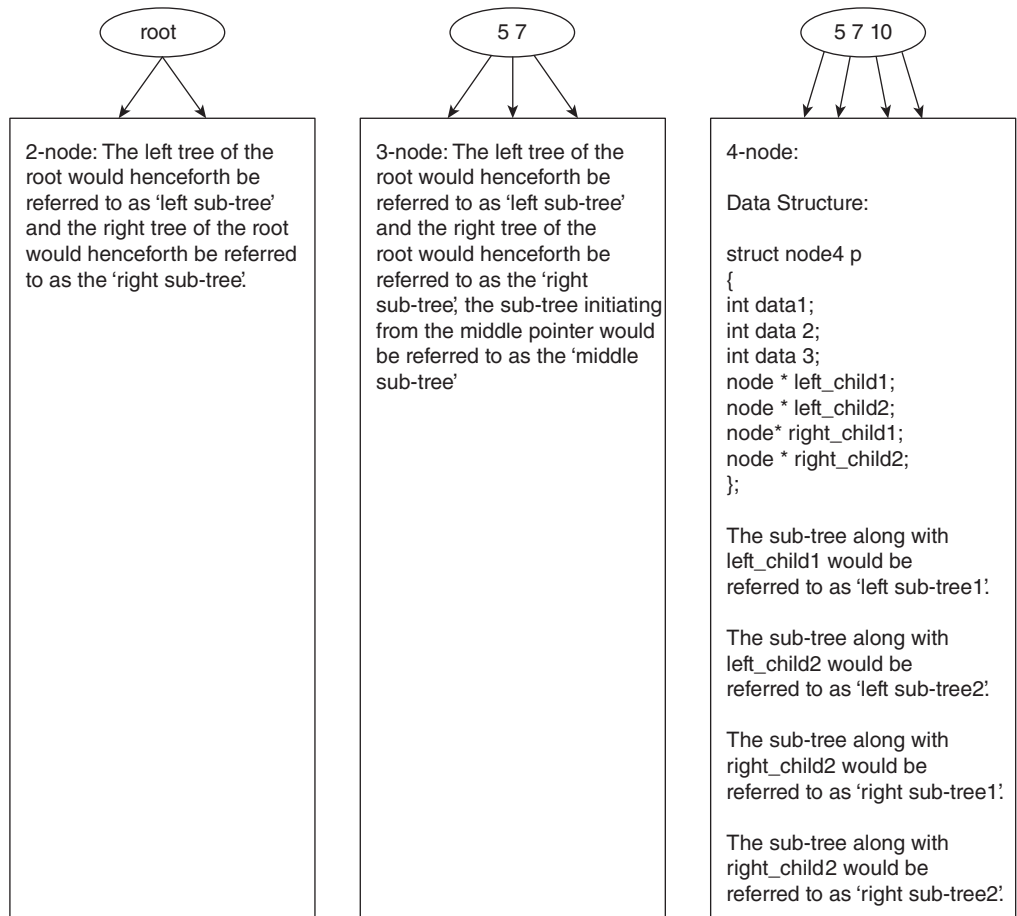 root
5 7
5 7 10
2-node: The left tree of the
root would henceforth be
referred to as ‘left sub-tree’
and the right tree of the root
would henceforth be referred
to as the ‘right sub-tree’.
3-node: The left tree of the
root would henceforth be
referred to as ‘left sub-tree’
and the right tree of the
root would henceforth be
referred to as the ‘right
sub-tree’, the sub-tree initiating
from the middle pointer would
be referred to as the ‘middle
sub-tree’
4-node:
Data Structure:
struct node4 p
{
int data1;
int data 2;
int data 3;
node * left_child1;
node * left_child2;
node* right_child1;
node * right_child2;
};
The sub-tree along with
left_child1 would be
referred to as ‘left sub-tree1’.
The sub-tree along with
left_child2 would be
referred to as ‘left sub-tree2’.
The sub-tree along with
right_child2 would be
referred to as ‘right sub-tree1’.
The sub-tree along with
right_child2 would be
referred to as ‘right sub-tree2’.